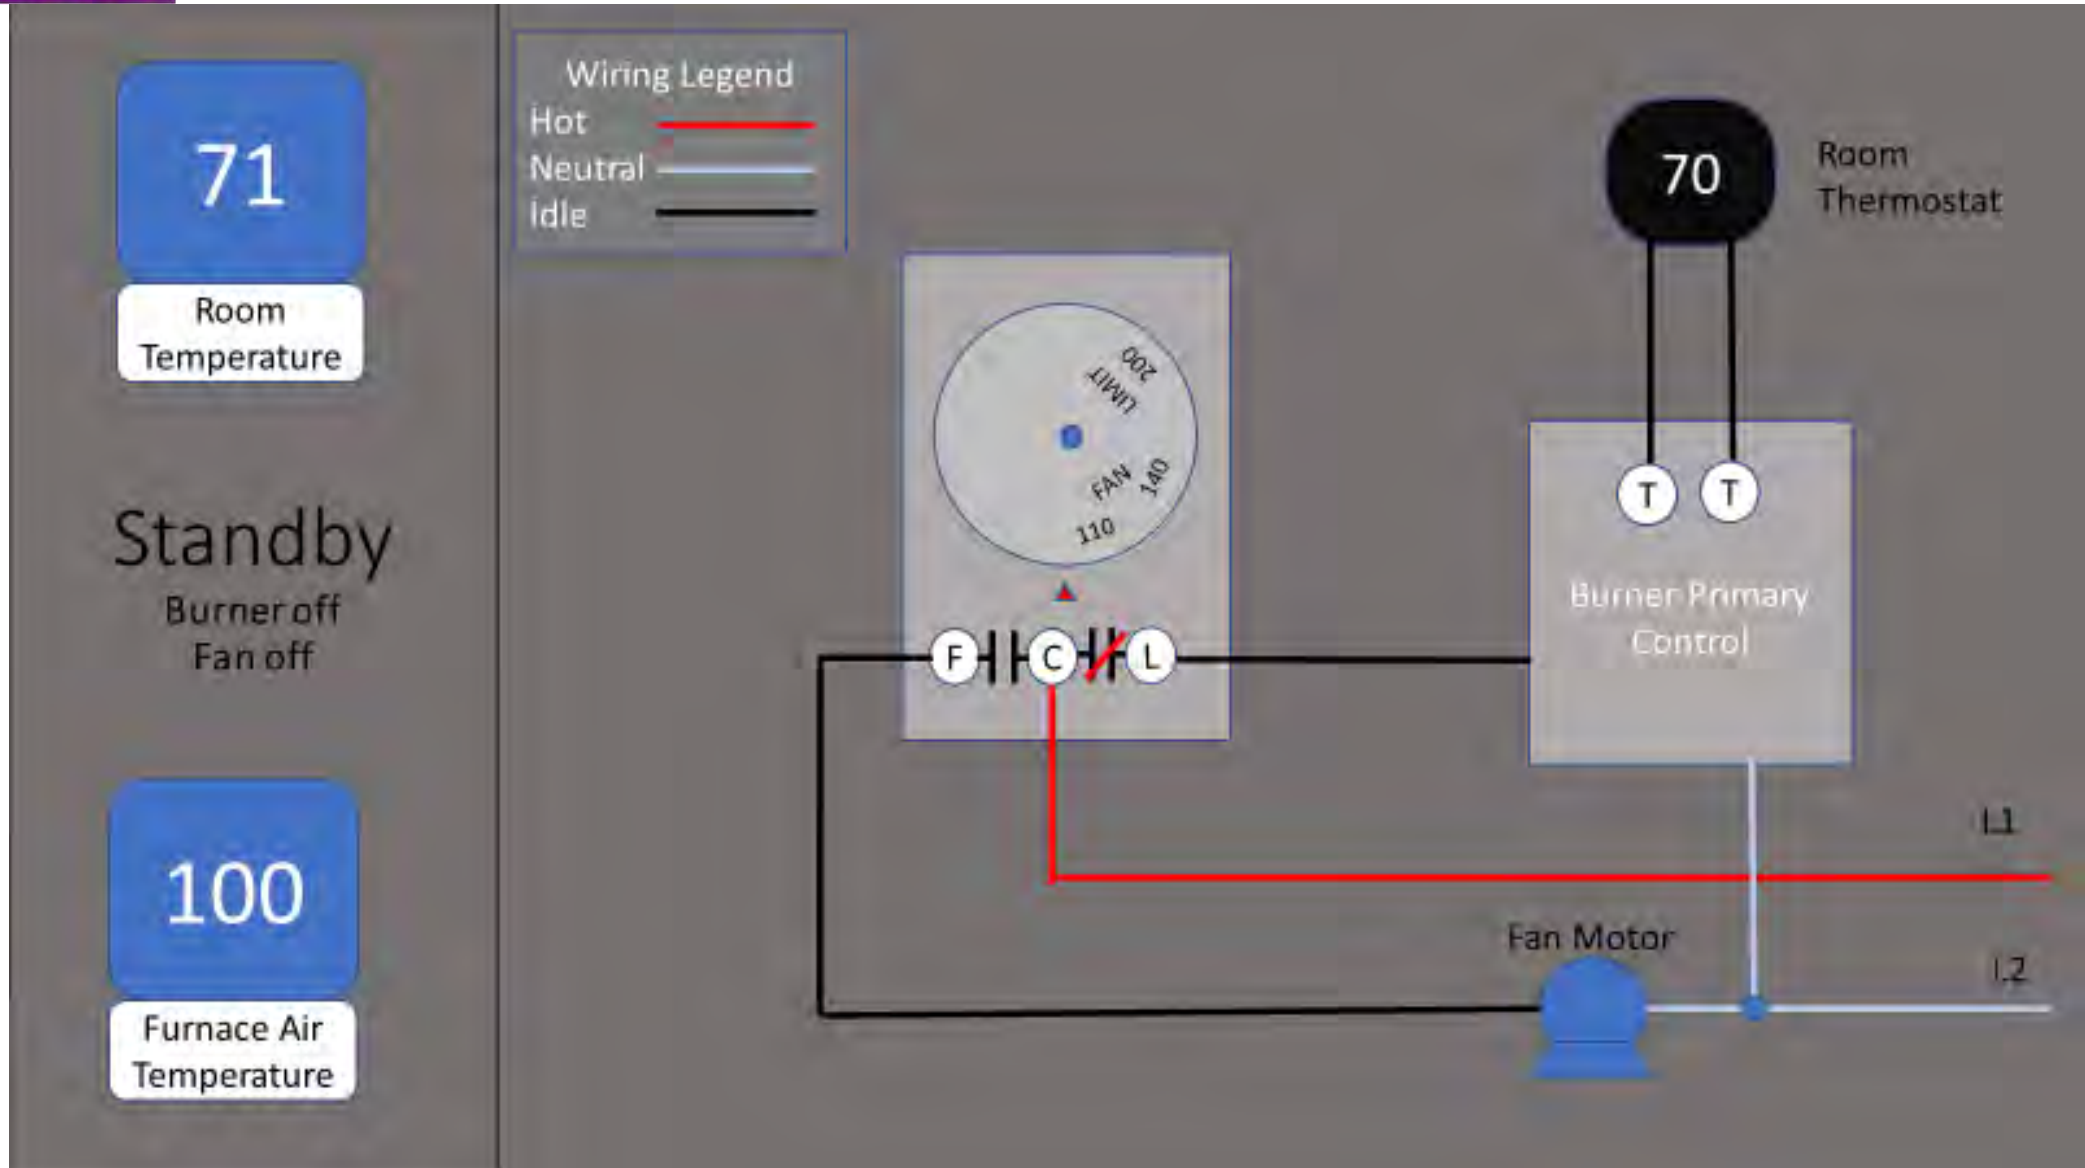 71
Room
Temperature
Standby
Burner off
Fan off
100
Furnace Air
Temperature
Wiring Legend
Hot
Neutral
Idle
200
LIMIT
FAN
140
110
F
C
L
70
Room
Thermostat
T
T
Burner Primary
Control
L1
Fan Motor
L2